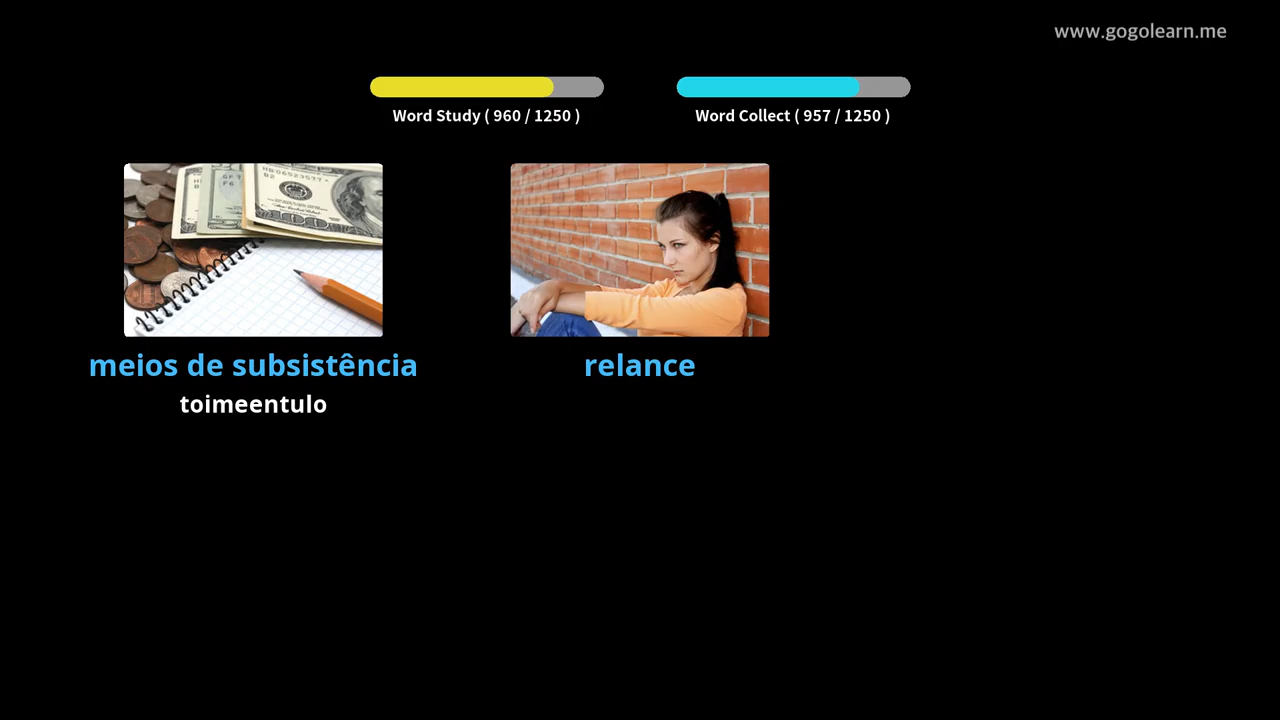 www.gogolearn.me
Word Study ( 960 / 1250 )
Word Collect ( 957 / 1250 )
meios de subsistência
relance
toimeentulo